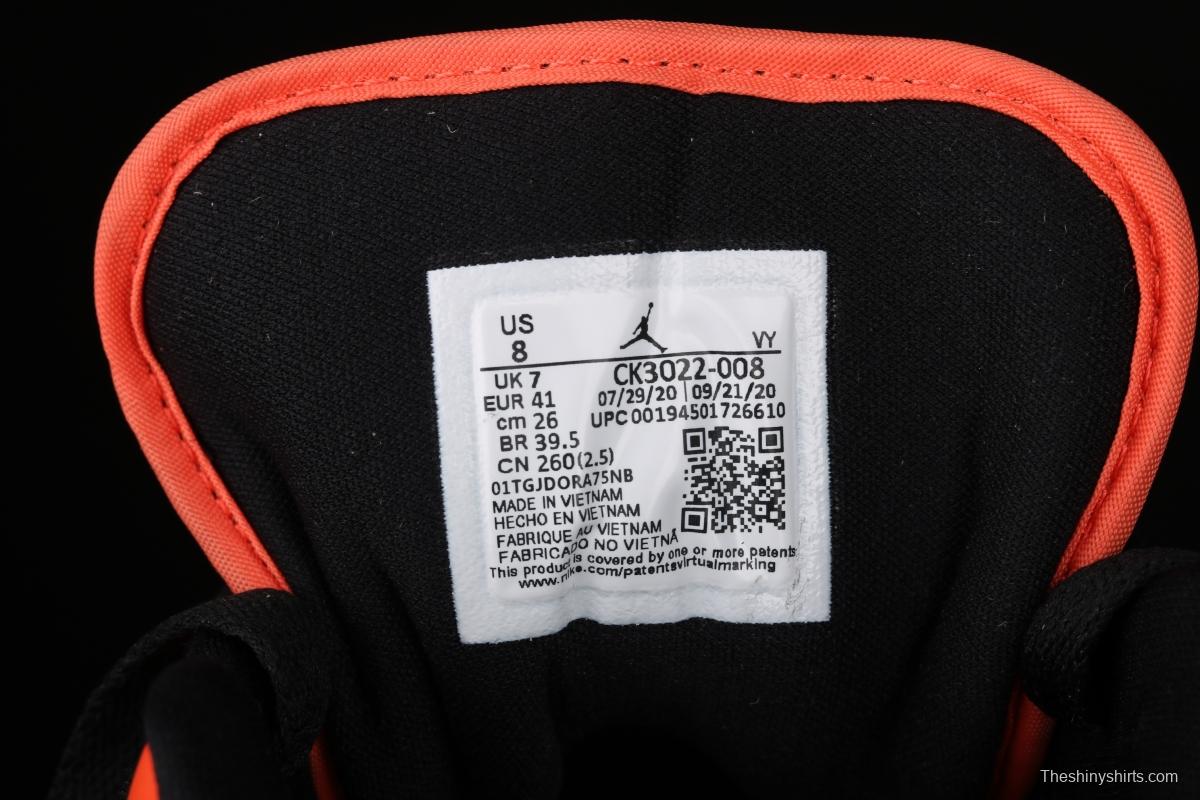 US
8
VY
UK 7
CK3022-008
EUR 41
07/29/20 | 09/21/20
cm 26
UPC 00194501726610
BR 39.5
CN 260(2.5)
01TGJDORA75NB
MADE IN VIETNAM
HECHO EN VIETNAM
FABRIQUE AU VIETNAM
FABRICADO NO VIETNÃ
This product is covered by one or more patents
www.nike.com/patentsvirtualmarking
Theshinyshirts.com